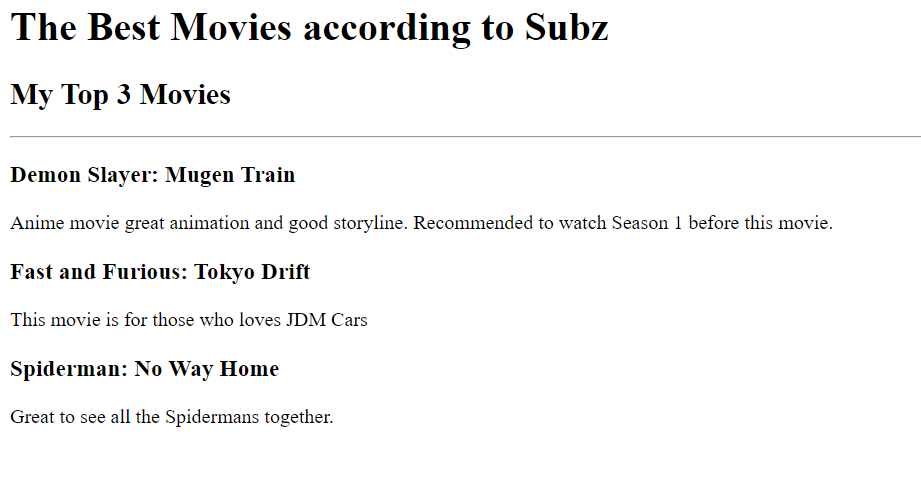 The Best Movies according to Subz
My Top 3 Movies
Demon Slayer: Mugen Train
Anime movie great animation and good storyline. Recommended to watch Season 1 before this movie.
Fast and Furious: Tokyo Drift
This movie is for those who loves JDM Cars
Spiderman: No Way Home
Great to see all the Spidermans together.